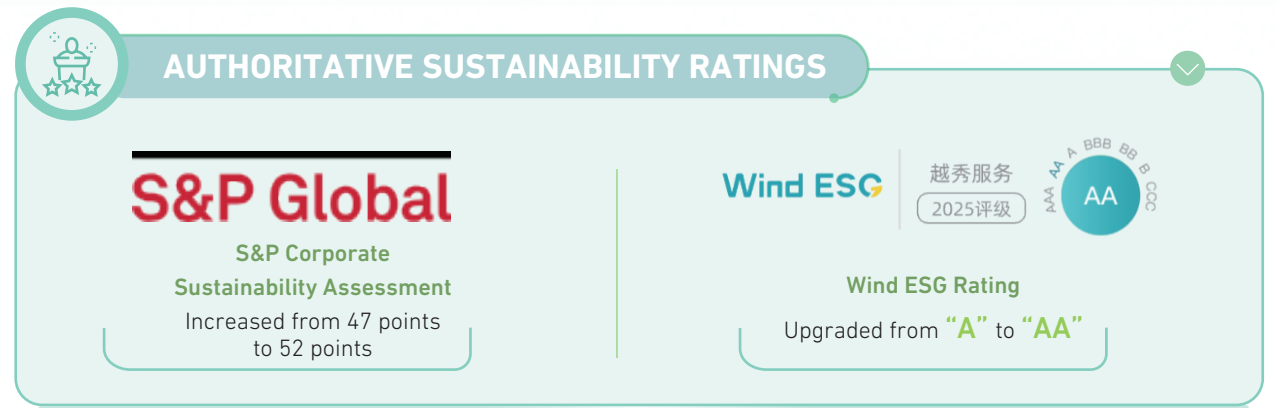 AUTHORITATIVE SUSTAINABILITY RATINGS
S&P Global
S&P Corporate
Sustainability Assessment
Increased from 47 points
to 52 points
Wind ESG
越秀服务
2025评级
AAA AA A BBB BB B CCC
AA
Wind ESG Rating
Upgraded from “A” to “AA”